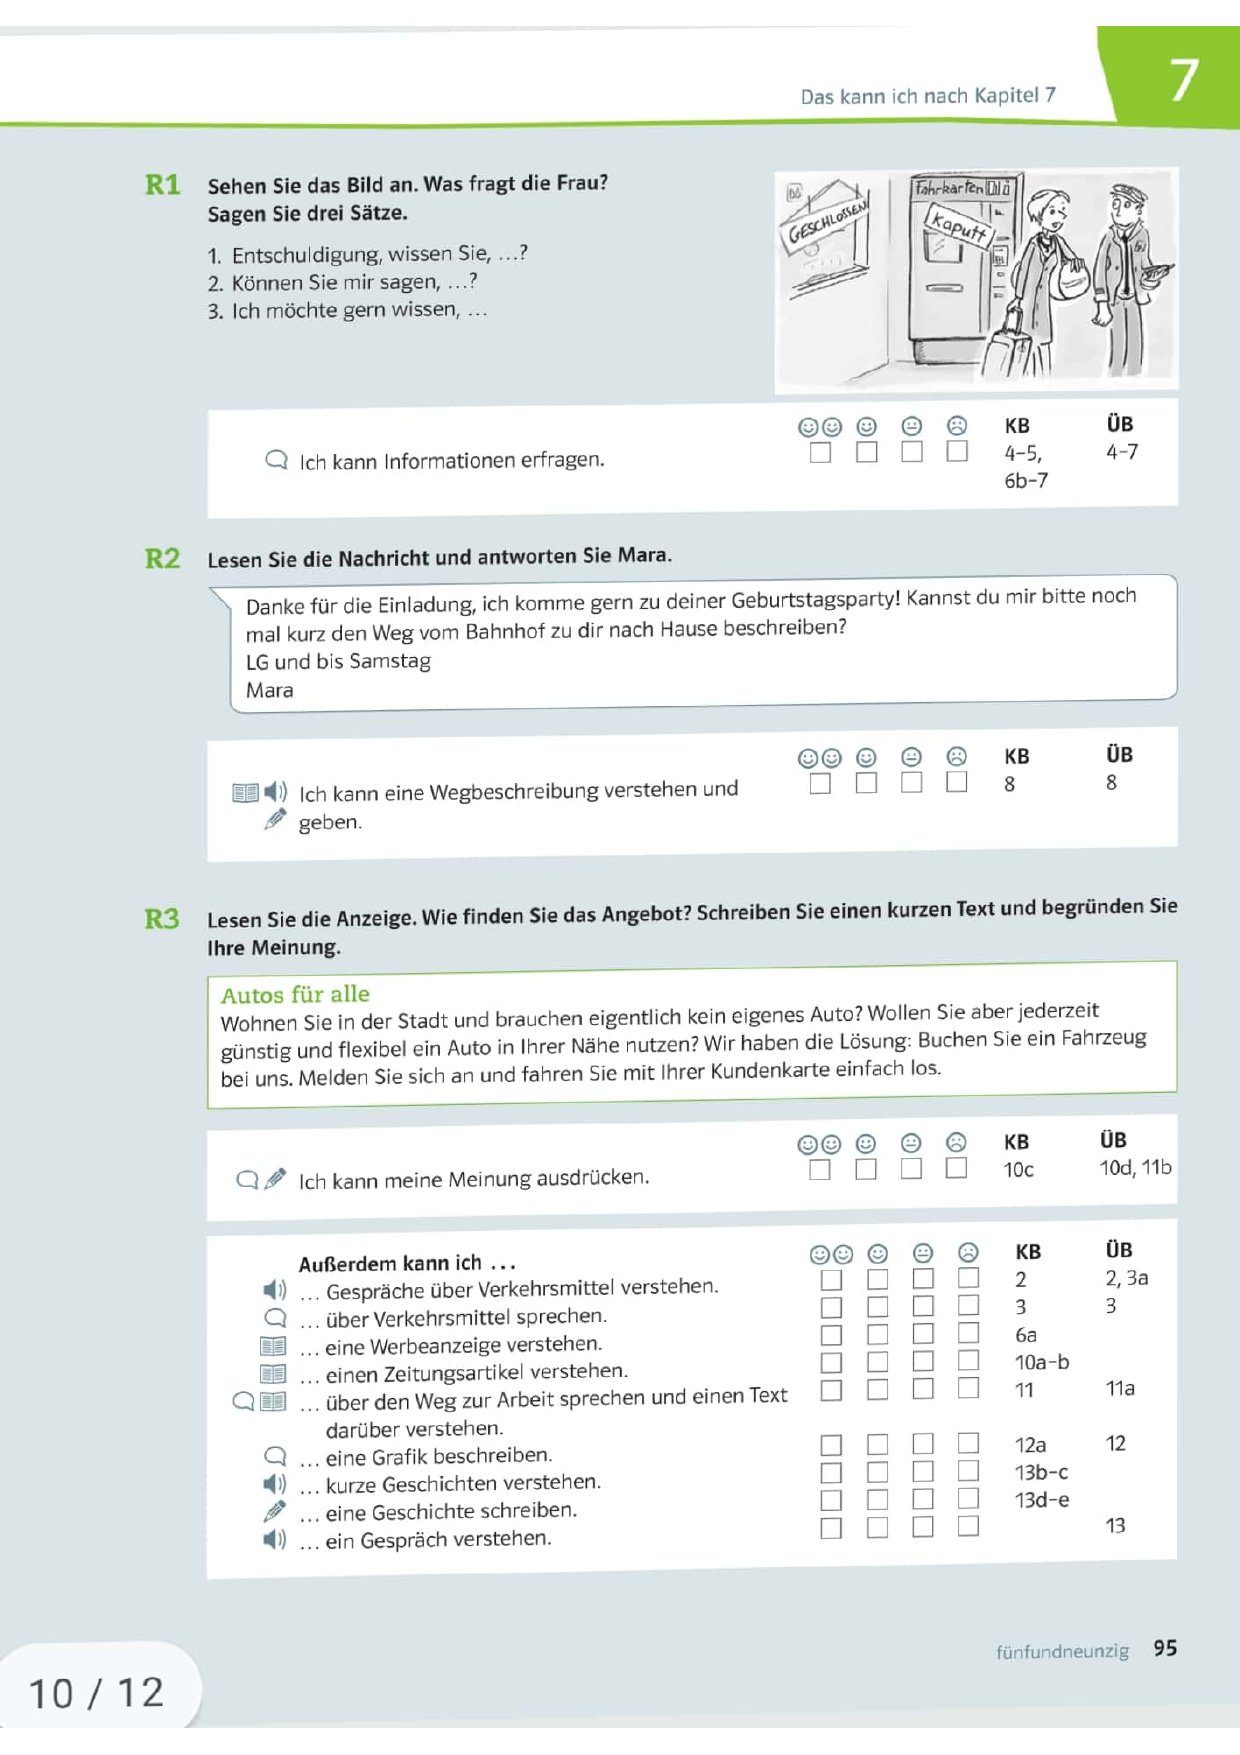 Das kann ich nach Kapitel 7
7
R1 Sehen Sie das Bild an. Was fragt die Frau?
Sagen Sie drei Sätze.
1. Entschuldigung, wissen Sie, …?
2. Können Sie mir sagen, …?
3. Ich möchte gern wissen, …
GESCHLOSSEN
Fahrkarten
Kaputt
KB ÜB
Ich kann Informationen erfragen. 4–5, 4–7
6b–7
R2 Lesen Sie die Nachricht und antworten Sie Mara.
Danke für die Einladung, ich komme gern zu deiner Geburtstagsparty! Kannst du mir bitte noch
mal kurz den Weg vom Bahnhof zu dir nach Hause beschreiben?
LG und bis Samstag
Mara
KB ÜB
Ich kann eine Wegbeschreibung verstehen und 8 8
geben.
R3 Lesen Sie die Anzeige. Wie finden Sie das Angebot? Schreiben Sie einen kurzen Text und begründen Sie
Ihre Meinung.
Autos für alle
Wohnen Sie in der Stadt und brauchen eigentlich kein eigenes Auto? Wollen Sie aber jederzeit
günstig und flexibel ein Auto in Ihrer Nähe nutzen? Wir haben die Lösung: Buchen Sie ein Fahrzeug
bei uns. Melden Sie sich an und fahren Sie mit Ihrer Kundenkarte einfach los.
KB ÜB
Ich kann meine Meinung ausdrücken. 10c 10d, 11b
Außerdem kann ich … KB ÜB
… Gespräche über Verkehrsmittel verstehen. 2 2, 3a
… über Verkehrsmittel sprechen. 3 3
… eine Werbeanzeige verstehen. 6a
… einen Zeitungsartikel verstehen. 10a–b
… über den Weg zur Arbeit sprechen und einen Text 11 11a
darüber verstehen.
… eine Grafik beschreiben. 12a 12
… kurze Geschichten verstehen. 13b–c
… eine Geschichte schreiben. 13d–e
… ein Gespräch verstehen. 13
fünfundneunzig 95
10 / 12